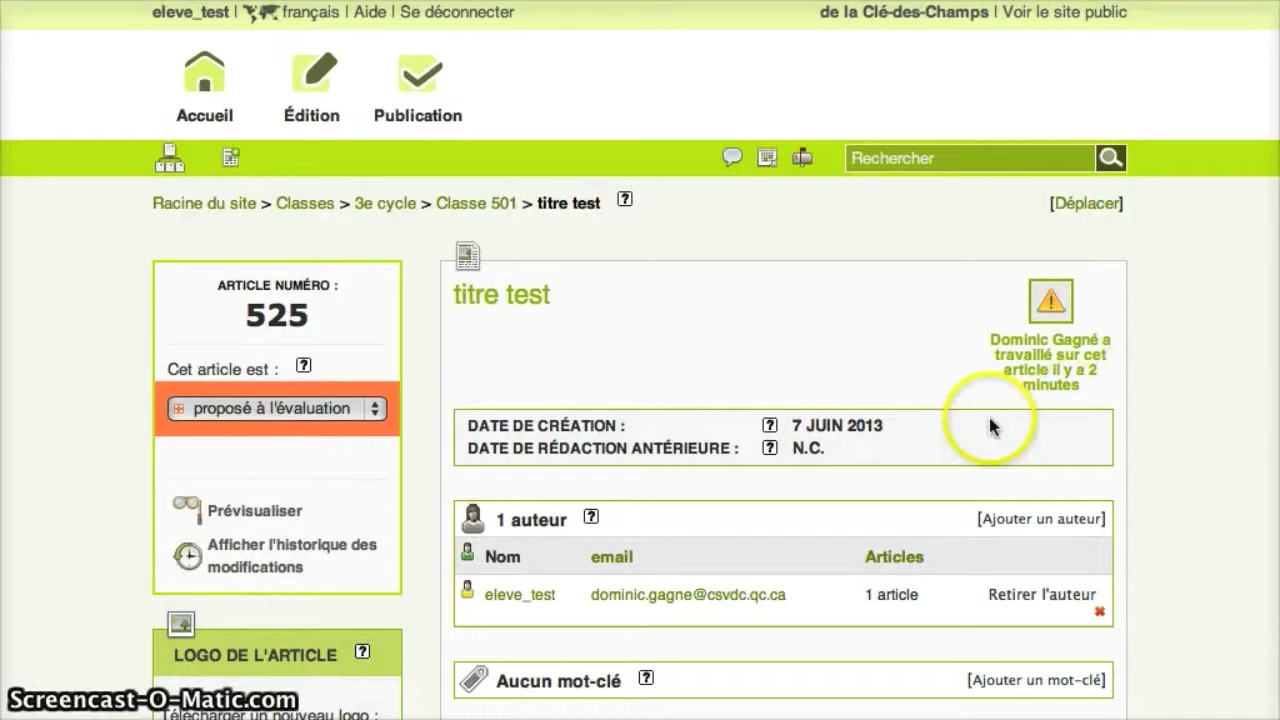 eleve_test | français | Aide | Se déconnecter
de la Clé-des-Champs | Voir le site public
Accueil
Édition
Publication
Rechercher
Racine du site > Classes > 3e cycle > Classe 501 > titre test ?
[Déplacer]
ARTICLE NUMÉRO :
525
Cet article est : ?
proposé à l'évaluation
Prévisualiser
Afficher l'historique des
modifications
LOGO DE L'ARTICLE ?
Télécharger un nouveau logo :
titre test
Dominic Gagné a
travaillé sur cet
article il y a 2
minutes
DATE DE CRÉATION : ? 7 JUIN 2013
DATE DE RÉDACTION ANTÉRIEURE : ? N.C.
1 auteur ? [Ajouter un auteur]
Nom email Articles
eleve_test dominic.gagne@csvdc.qc.ca 1 article Retirer l'auteur
Aucun mot-clé ? [Ajouter un mot-clé]
Screencast-O-Matic.com